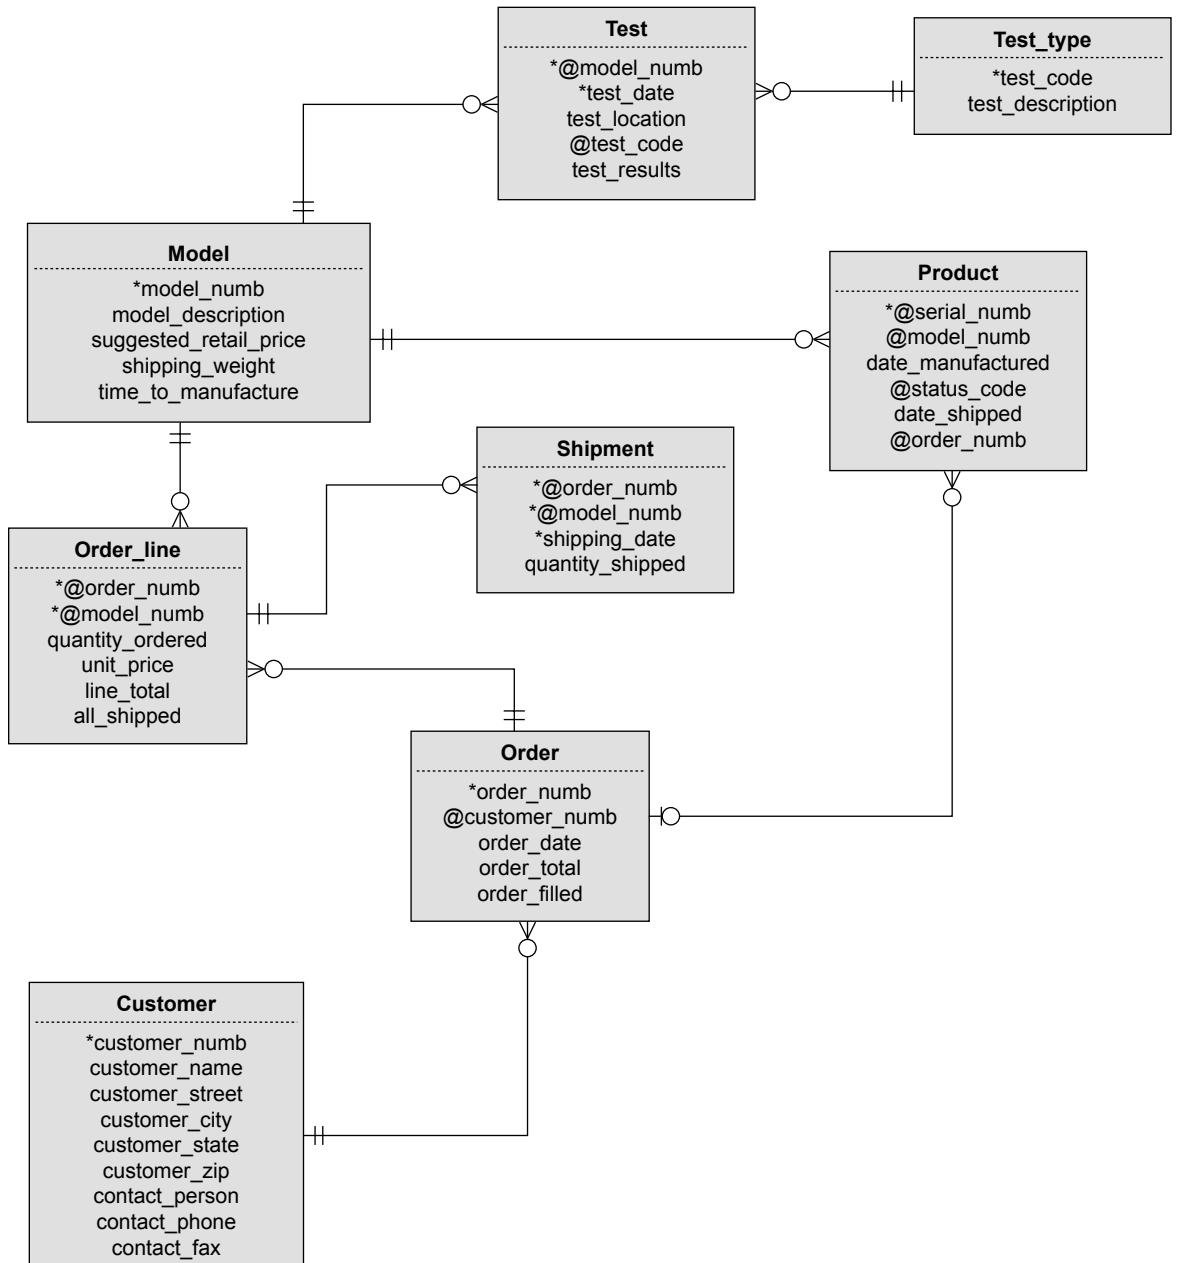 Test
*@model_numb
*test_date
test_location
@test_code
test_results
Test_type
*test_code
test_description
Model
*model_numb
model_description
suggested_retail_price
shipping_weight
time_to_manufacture
Product
*@serial_numb
@model_numb
date_manufactured
@status_code
date_shipped
@order_numb
Shipment
*@order_numb
*@model_numb
*shipping_date
quantity_shipped
Order_line
*@order_numb
*@model_numb
quantity_ordered
unit_price
line_total
all_shipped
Order
*order_numb
@customer_numb
order_date
order_total
order_filled
Customer
*customer_numb
customer_name
customer_street
customer_city
customer_state
customer_zip
contact_person
contact_phone
contact_fax